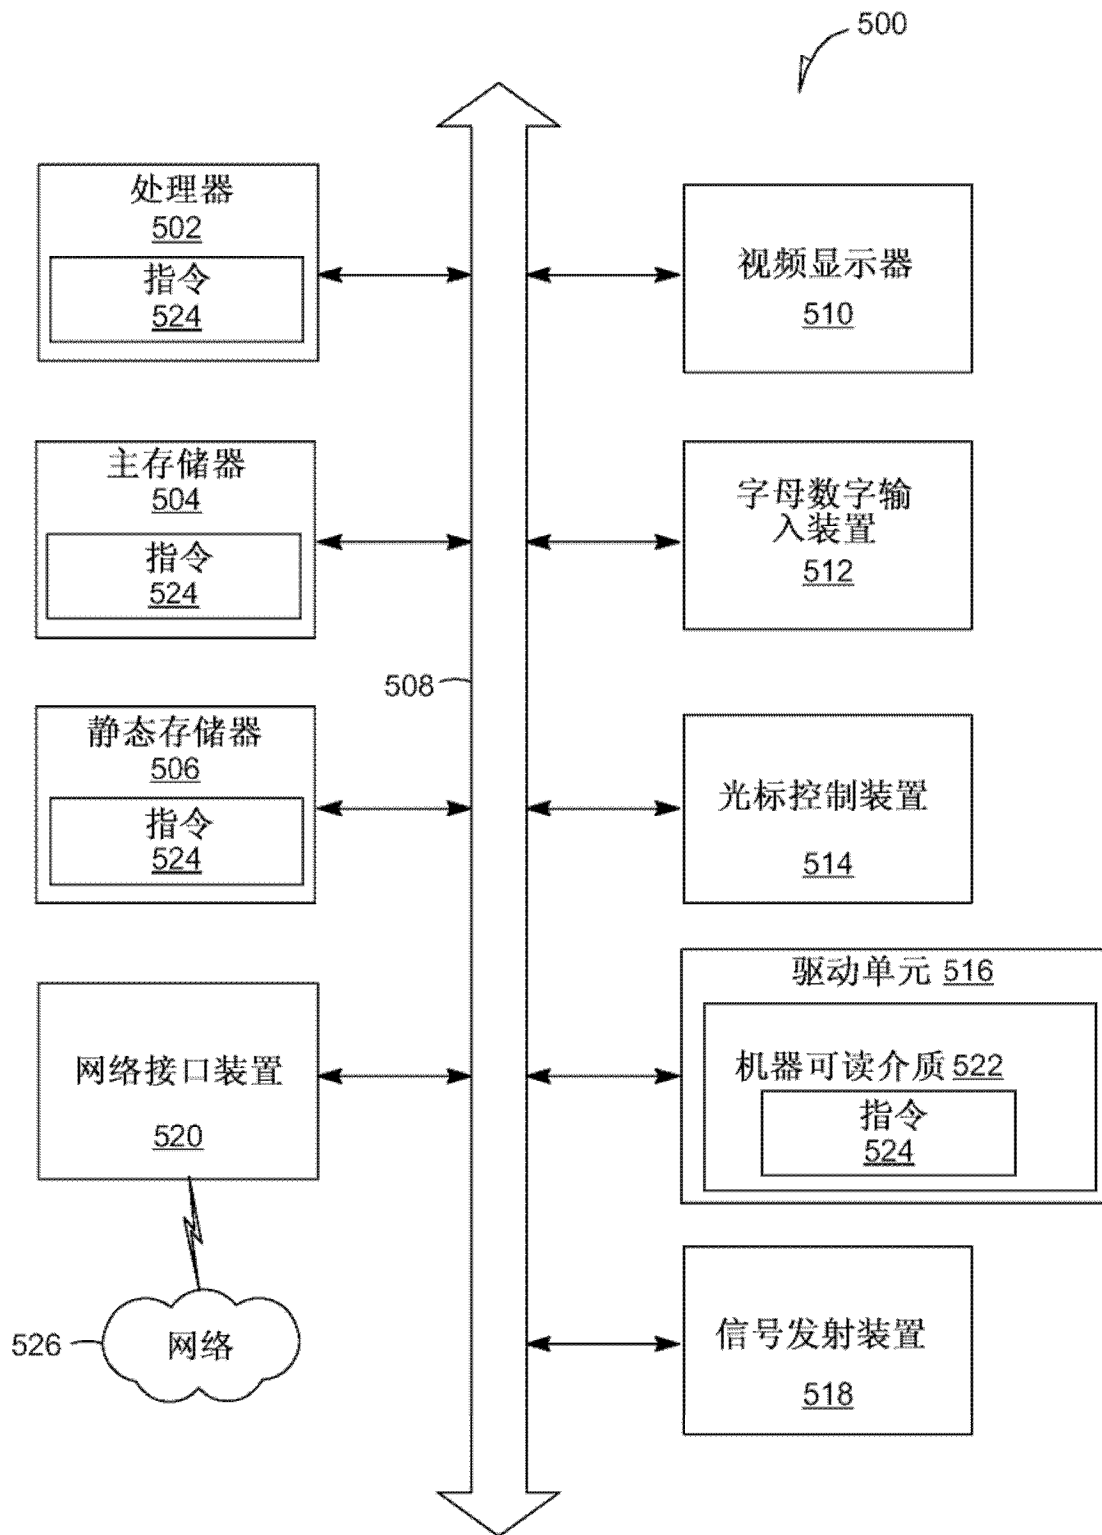 500
处理器
502
指令
524
主存储器
504
指令
524
508
静态存储器
506
指令
524
网络接口装置
520
526
网络
视频显示器
510
字母数字输
入装置
512
光标控制装置
514
驱动单元 516
机器可读介质 522
指令
524
信号发射装置
518